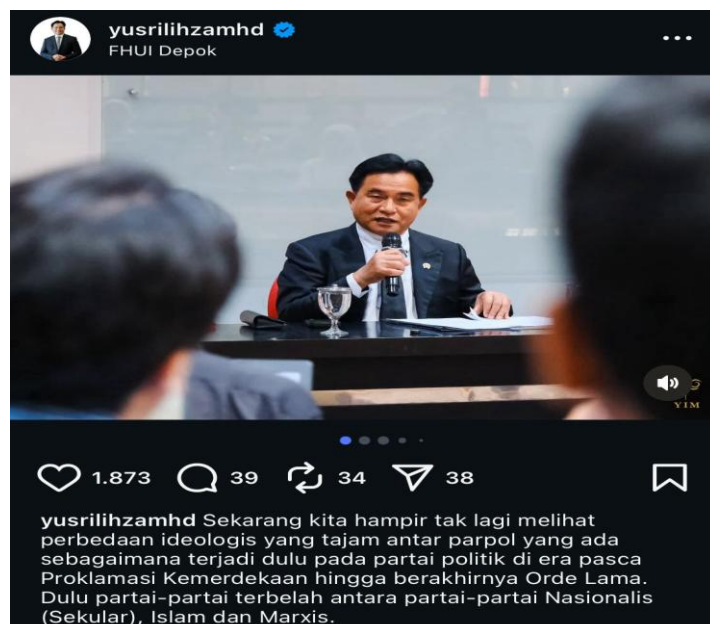 yusrilihzamhd
FHUI Depok
YIM
1.873
39
34
38
yusrilihzamhd Sekarang kita hampir tak lagi melihat
perbedaan ideologis yang tajam antar parpol yang ada
sebagaimana terjadi dulu pada partai politik di era pasca
Proklamasi Kemerdekaan hingga berakhirnya Orde Lama.
Dulu partai-partai terbelah antara partai-partai Nasionalis
(Sekular), Islam dan Marxis.